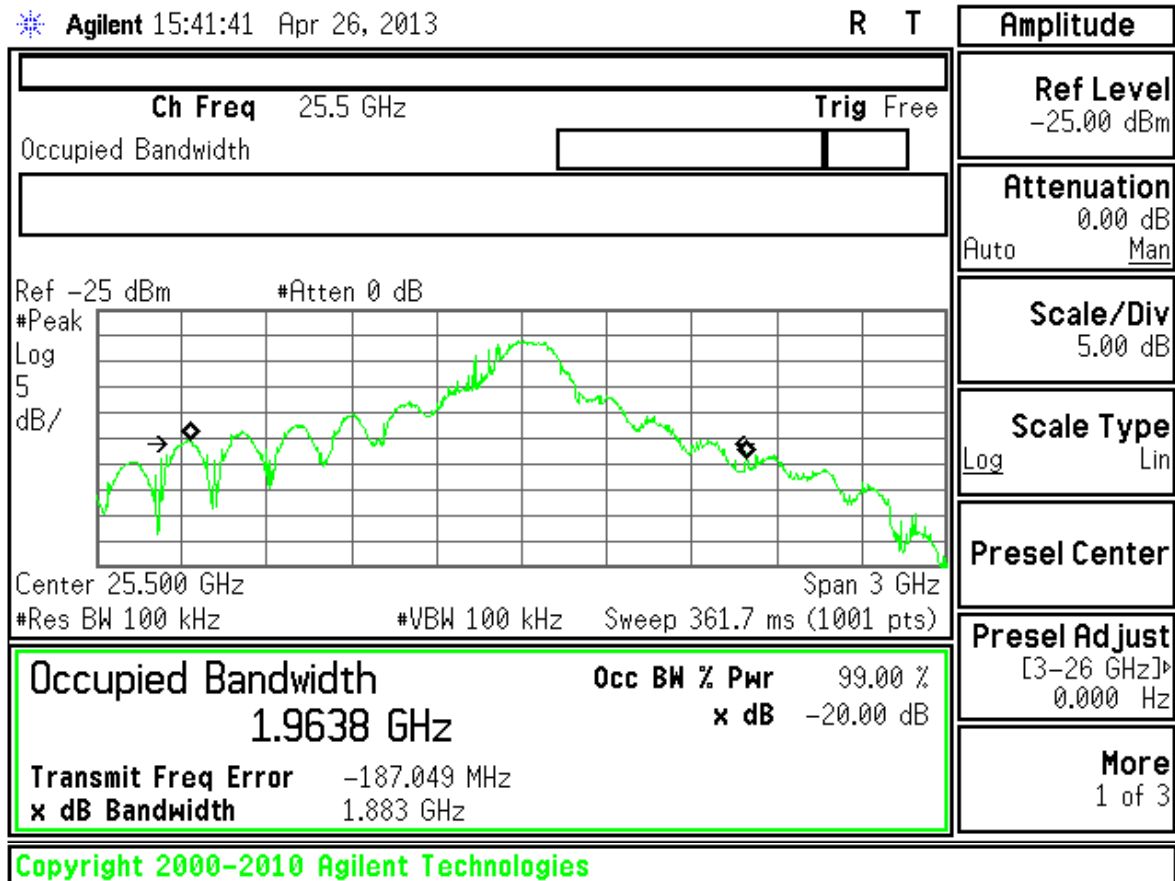 Agilent 15:41:41 Apr 26, 2013 R T
Ch Freq 25.5 GHz Trig Free
Occupied Bandwidth
Ref -25 dBm #Atten 0 dB
#Peak
Log
5
dB/
Center 25.500 GHz Span 3 GHz
#Res BW 100 kHz #VBW 100 kHz Sweep 361.7 ms (1001 pts)
Occupied Bandwidth Occ BW % Pwr 99.00 %
1.9638 GHz x dB -20.00 dB
Transmit Freq Error -187.049 MHz
x dB Bandwidth 1.883 GHz
Amplitude
Ref Level
-25.00 dBm
Attenuation
0.00 dB
Auto Man
Scale/Div
5.00 dB
Scale Type
Log Lin
Presel Center
Presel Adjust
[3-26 GHz]
0.000 Hz
More
1 of 3
Copyright 2000-2010 Agilent Technologies